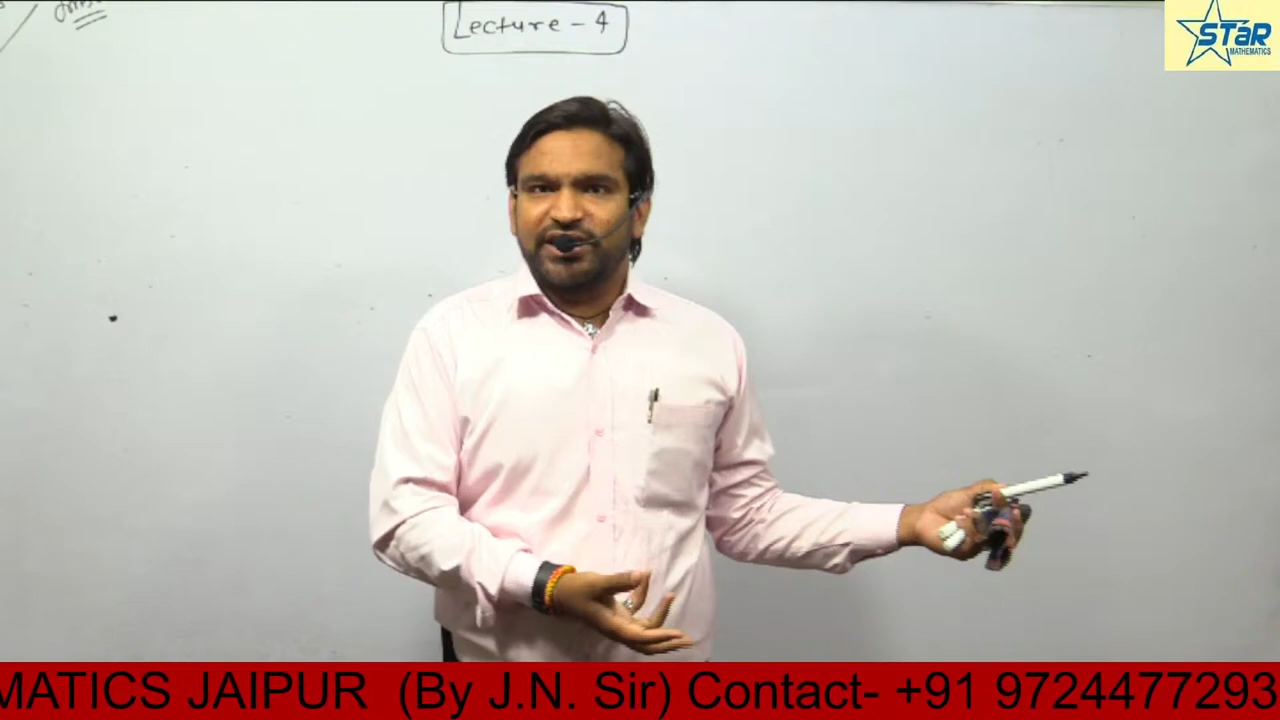 Lecture - 4
STaR
MATHEMATICS
MATICS JAIPUR (By J.N. Sir) Contact- +91 9724477293